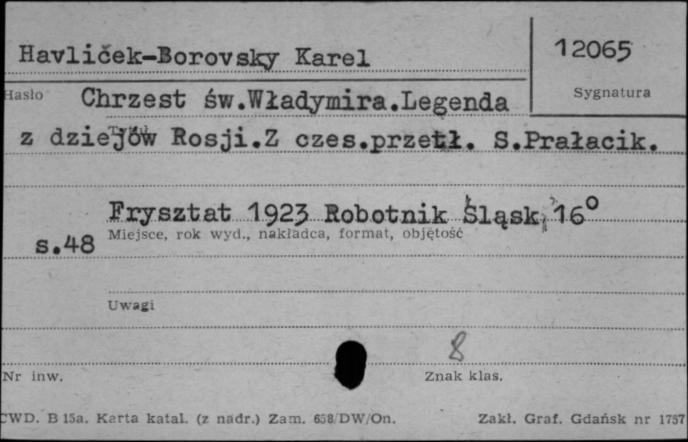 Havliček-Borovsky Karel
12065
Hasło
Sygnatura
Chrzest św.Władymira.Legenda
z dziejów Rosji.Z czes.przetł. S.Prałacik.
Frysztat 1923 Robotnik Śląski 16°
Miejsce, rok wyd., nakładca, format, objętość
s.48
Uwagi
8
Nr inw.
Znak klas.
CWD. B 15a. Karta katal. (z nadr.) Zam. 658/DW/On.
Zakł. Graf. Gdańsk nr 1757